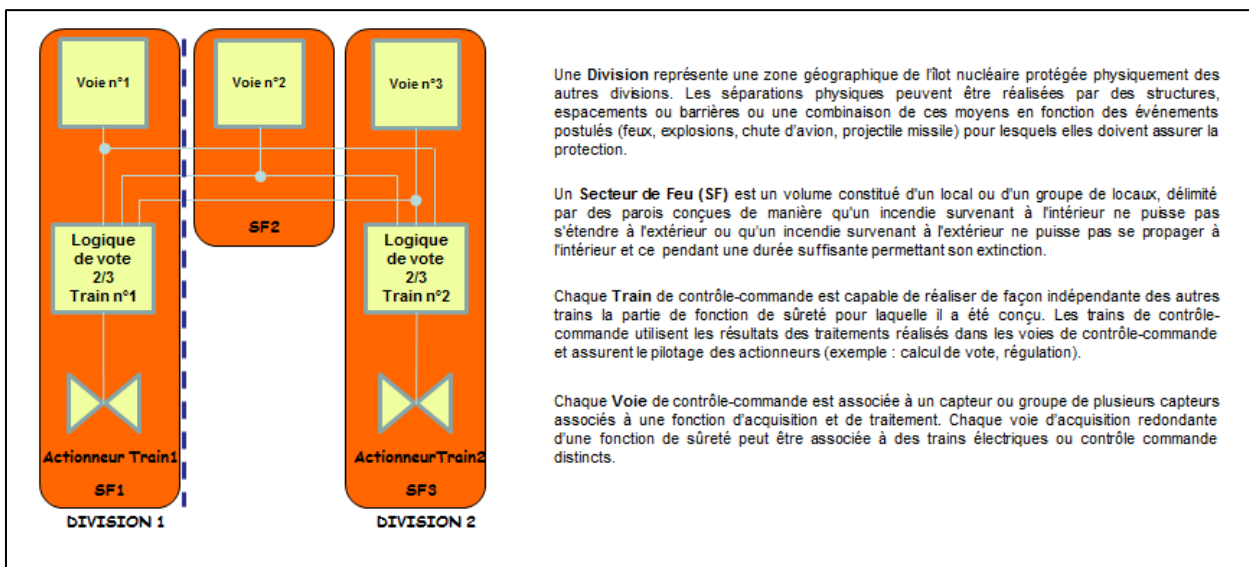 Voie n°1
Voie n°2
Voie n°3
Logique
de vote
2/3
Train n°1
SF2
Logique
de vote
2/3
Train n°2
Actionneur Train1
SF1
ActionneurTrain2
SF3
DIVISION 1
DIVISION 2
Une Division représente une zone géographique de l'îlot nucléaire protégée physiquement des
autres divisions. Les séparations physiques peuvent être réalisées par des structures,
espacements ou barrières ou une combinaison de ces moyens en fonction des événements
postulés (feux, explosions, chute d'avion, projectile missile) pour lesquels elles doivent assurer la
protection.
Un Secteur de Feu (SF) est un volume constitué d'un local ou d'un groupe de locaux, délimité
par des parois conçues de manière qu'un incendie survenant à l'intérieur ne puisse pas
s'étendre à l'extérieur ou qu'un incendie survenant à l'extérieur ne puisse pas se propager à
l'intérieur et ce pendant une durée suffisante permettant son extinction.
Chaque Train de contrôle-commande est capable de réaliser de façon indépendante des autres
trains la partie de fonction de sûreté pour laquelle il a été conçu. Les trains de contrôle-
commande utilisent les résultats des traitements réalisés dans les voies de contrôle-commande
et assurent le pilotage des actionneurs (exemple : calcul de vote, régulation).
Chaque Voie de contrôle-commande est associée à un capteur ou groupe de plusieurs capteurs
associés à une fonction d'acquisition et de traitement. Chaque voie d'acquisition redondante
d'une fonction de sûreté peut être associée à des trains électriques ou contrôle commande
distincts.